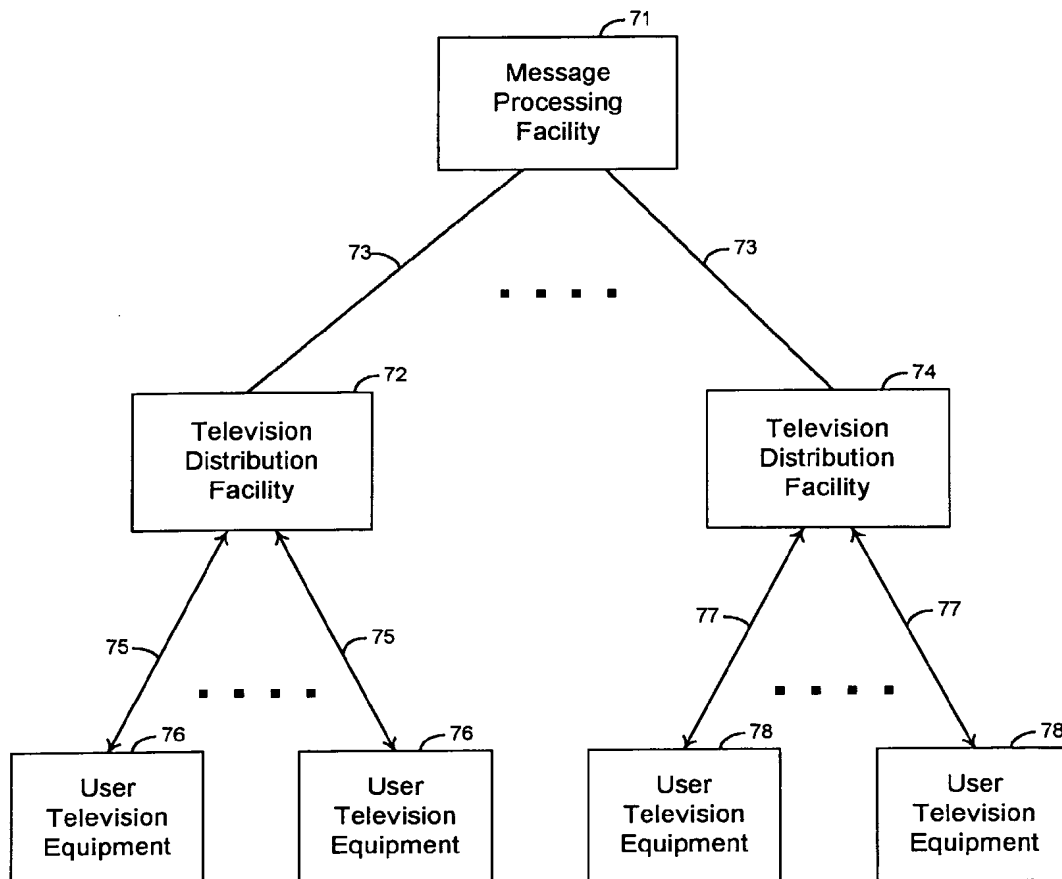 71
Message
Processing
Facility
73
73
72
74
Television
Distribution
Facility
Television
Distribution
Facility
75
75
77
77
76
76
78
78
User
Television
Equipment
User
Television
Equipment
User
Television
Equipment
User
Television
Equipment